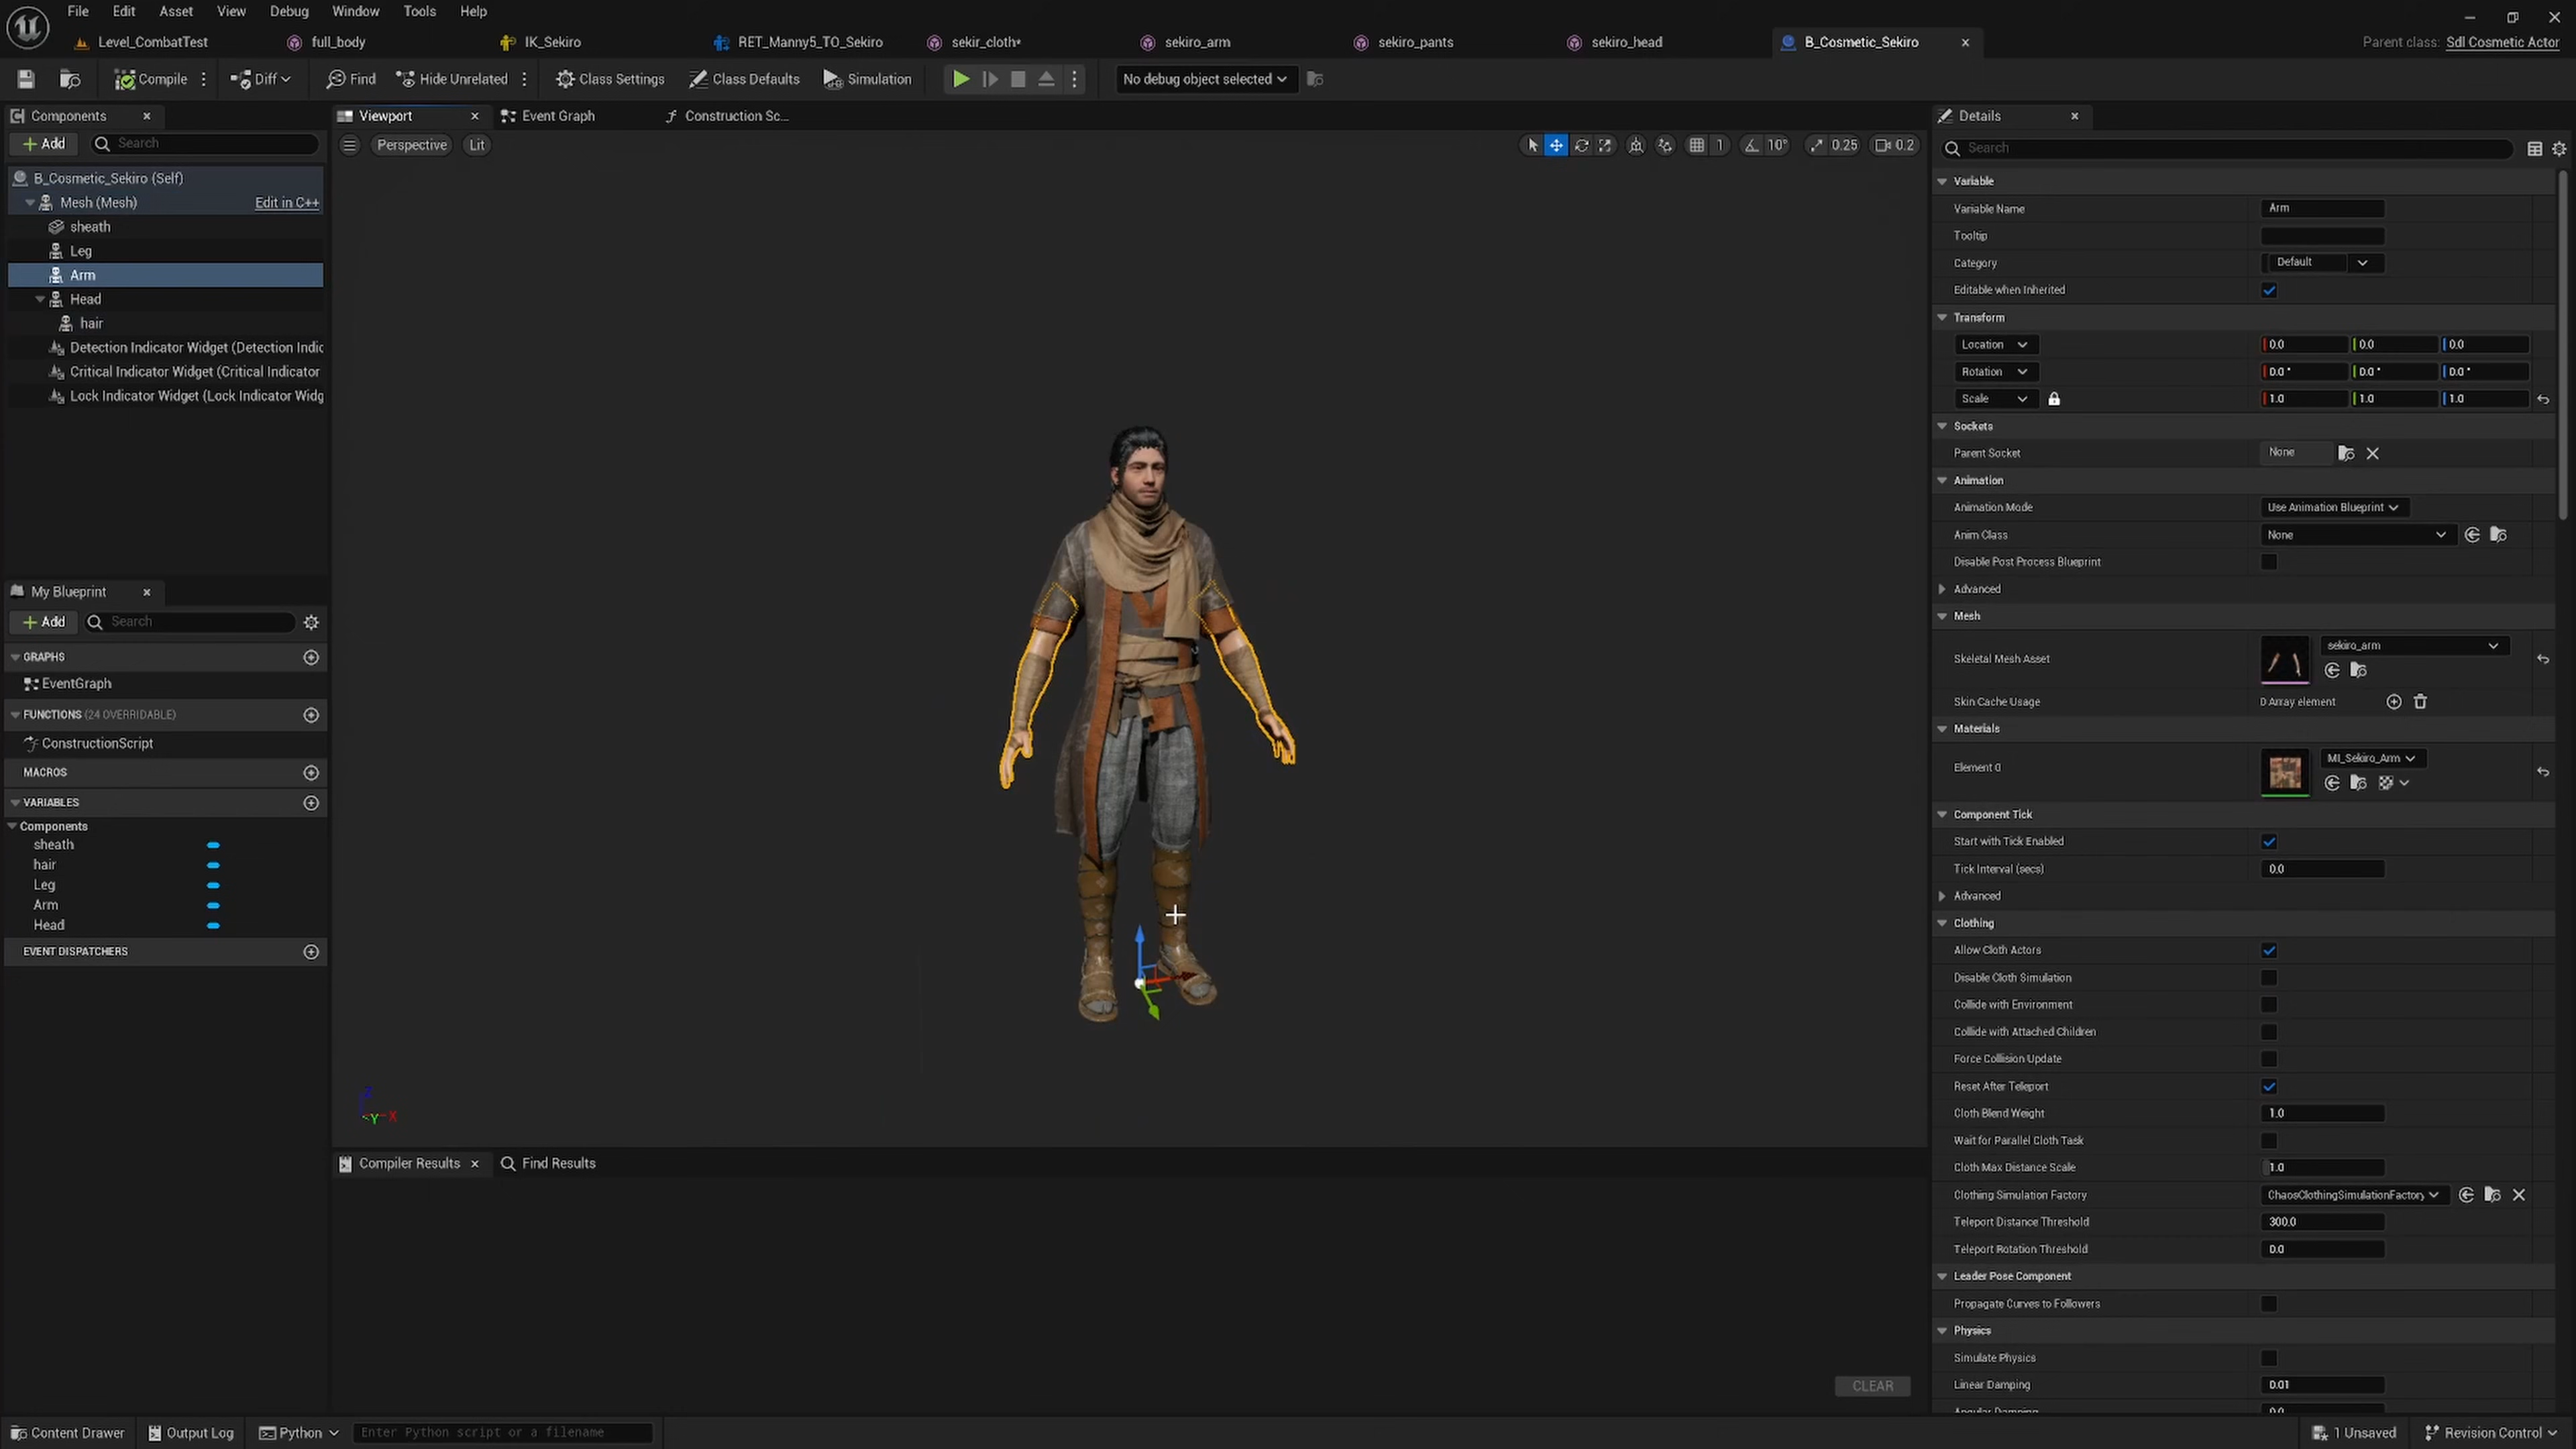 File Edit Asset View Debug Window Tools Help
Level_CombatTest full_body IK_Sekiro RET_Manny5_TO_Sekiro sekir_cloth* sekiro_arm sekiro_pants sekiro_head B_Cosmetic_Sekiro Parent class: Sdl Cosmetic Actor
Compile Diff Find Hide Unrelated Class Settings Class Defaults Simulation No debug object selected
Components
Add Search
B_Cosmetic_Sekiro (Self)
Mesh (Mesh) Edit in C++
sheath
Leg
Arm
Head
hair
Detection Indicator Widget (Detection Indic
Critical Indicator Widget (Critical Indicator
Lock Indicator Widget (Lock Indicator Widg
My Blueprint
Add Search
GRAPHS
EventGraph
FUNCTIONS (24 OVERRIDABLE)
ConstructionScript
MACROS
VARIABLES
Components
sheath
hair
Leg
Arm
Head
EVENT DISPATCHERS
Viewport Event Graph Construction Sc...
Perspective Lit 1 10° 0.25 0.2
Z
Y X
Compiler Results Find Results
CLEAR
Details
Search
Variable
Variable Name Arm
Tooltip
Category Default
Editable when Inherited
Transform
Location 0.0 0.0 0.0
Rotation 0.0° 0.0° 0.0°
Scale 1.0 1.0 1.0
Sockets
Parent Socket None
Animation
Animation Mode Use Animation Blueprint
Anim Class None
Disable Post Process Blueprint
Advanced
Mesh
Skeletal Mesh Asset sekiro_arm
Skin Cache Usage 0 Array element
Materials
Element 0 MI_Sekiro_Arm
Component Tick
Start with Tick Enabled
Tick Interval (secs) 0.0
Advanced
Clothing
Allow Cloth Actors
Disable Cloth Simulation
Collide with Environment
Collide with Attached Children
Force Collision Update
Reset After Teleport
Cloth Blend Weight 1.0
Wait for Parallel Cloth Task
Cloth Max Distance Scale 1.0
Clothing Simulation Factory ChaosClothingSimulationFactory
Teleport Distance Threshold 300.0
Teleport Rotation Threshold 0.0
Leader Pose Component
Propagate Curves to Followers
Physics
Simulate Physics
Linear Damping 0.01
Angular Damping 0.0
Content Drawer Output Log Python Enter Python script or a filename 1 Unsaved Revision Control